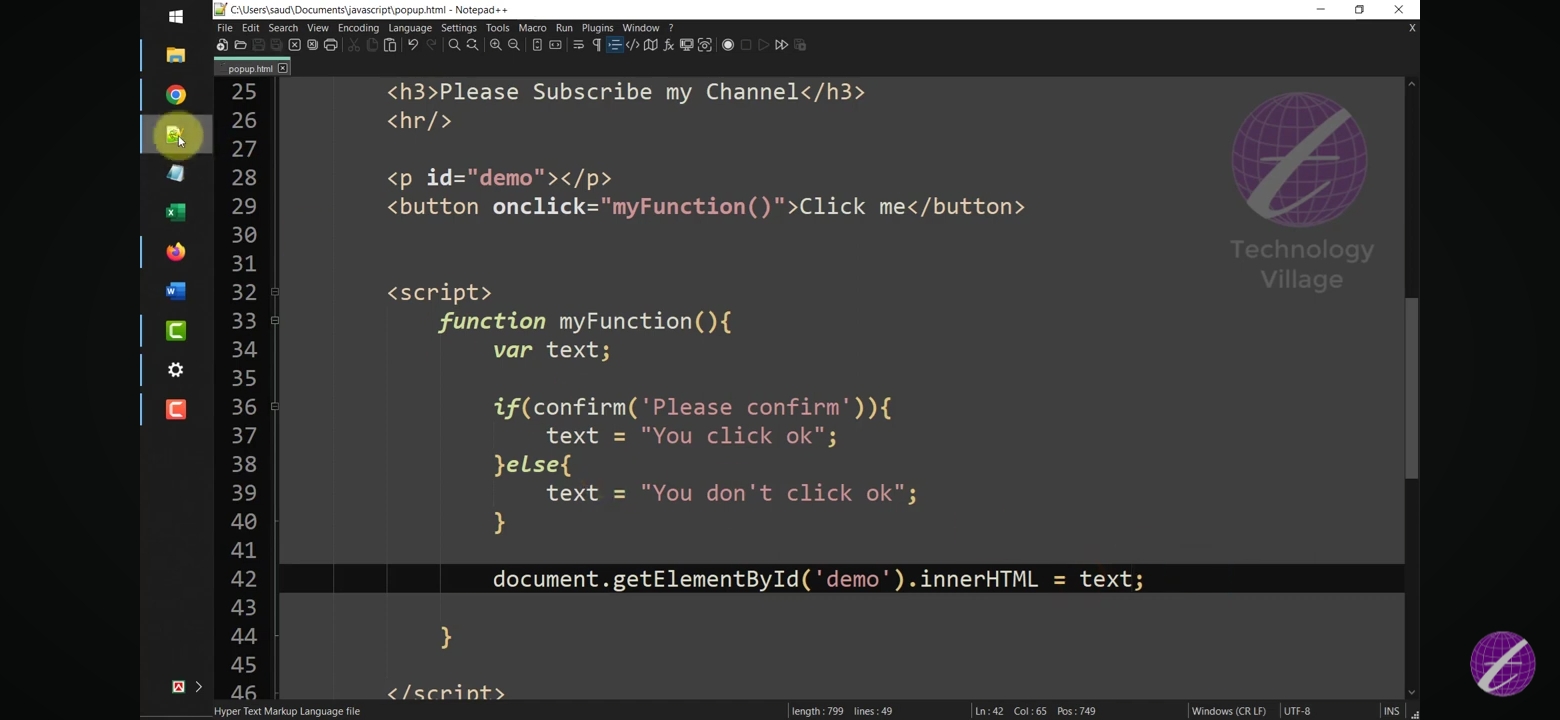 C:\Users\saud\Documents\javascript\popup.html - Notepad++
File Edit Search View Encoding Language Settings Tools Macro Run Plugins Window ? X
popup.html
25 <h3>Please Subscribe my Channel</h3>
26 <hr/>
27
28 <p id="demo"></p>
29 <button onclick="myFunction()">Click me</button>
30
31
32 <script>
33 function myFunction(){
34 var text;
35
36 if(confirm('Please confirm')){
37 text = "You click ok";
38 }else{
39 text = "You don't click ok";
40 }
41
42 document.getElementById('demo').innerHTML = text;
43
44 }
45
46 </script>
Technology
Village
Hyper Text Markup Language file length : 799 lines : 49 Ln : 42 Col : 65 Pos : 749 Windows (CR LF) UTF-8 INS